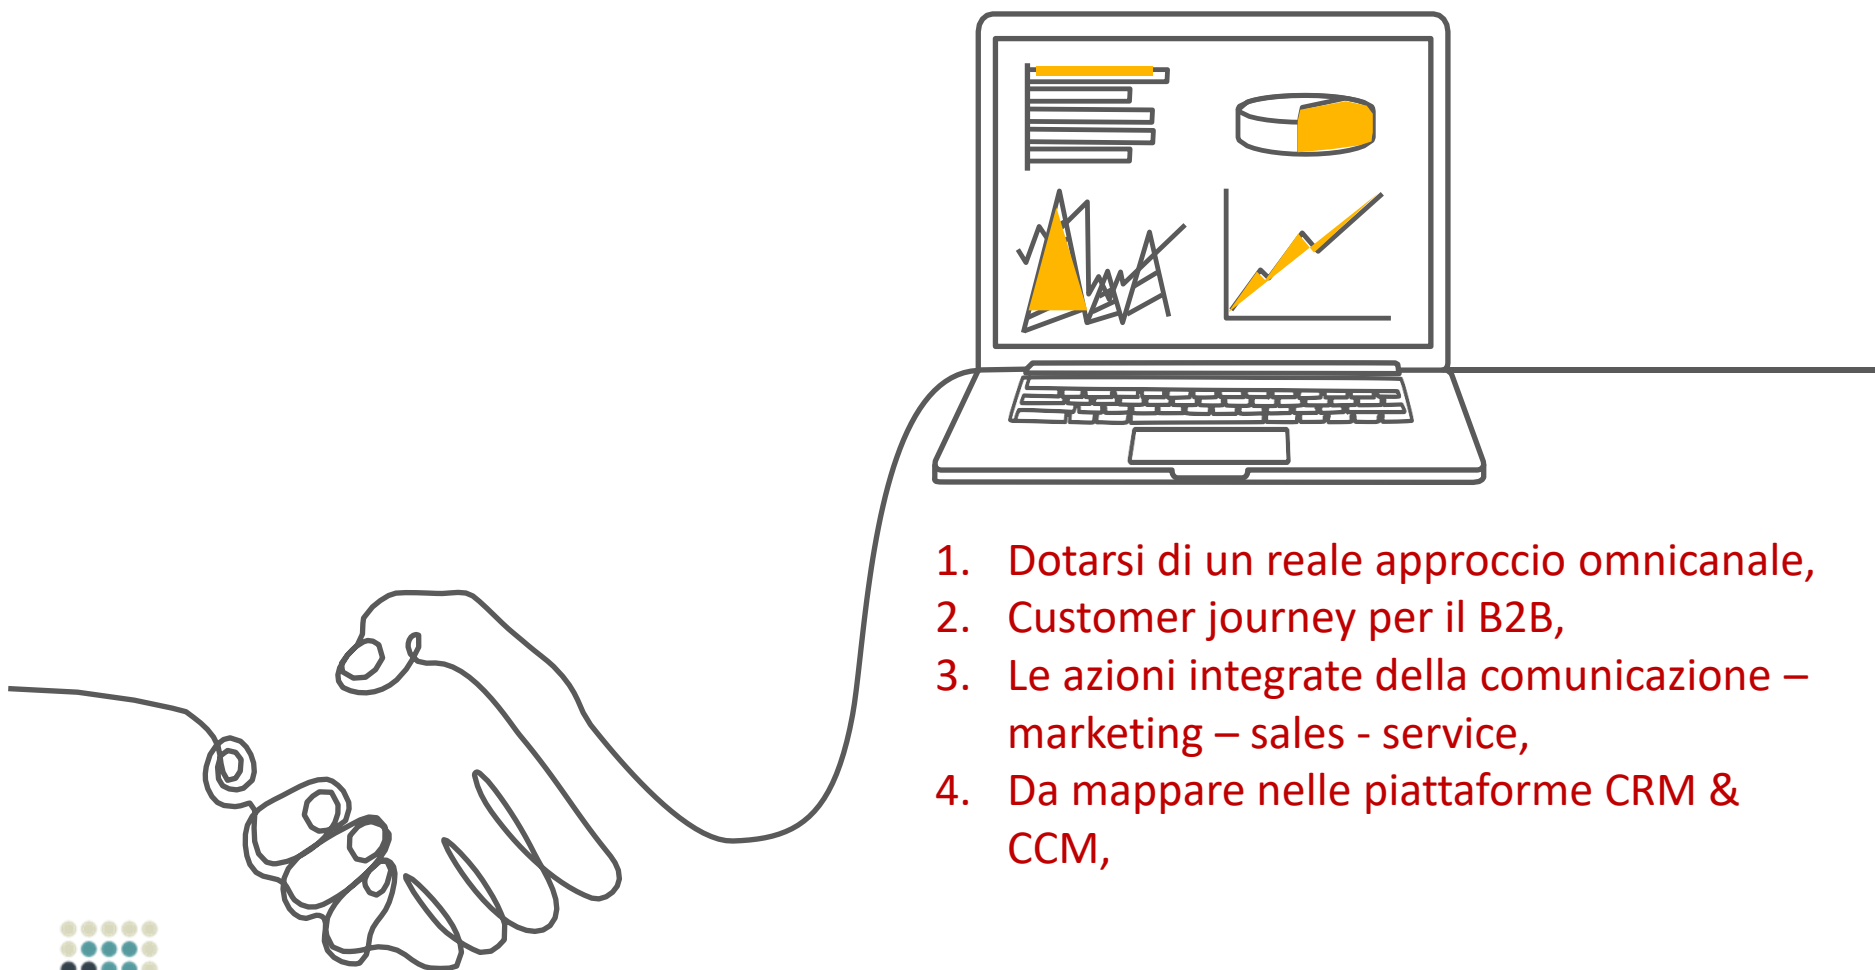 1. Dotarsi di un reale approccio omnicanale,
2. Customer journey per il B2B,
3. Le azioni integrate della comunicazione –
marketing – sales - service,
4. Da mappare nelle piattaforme CRM &
CCM,